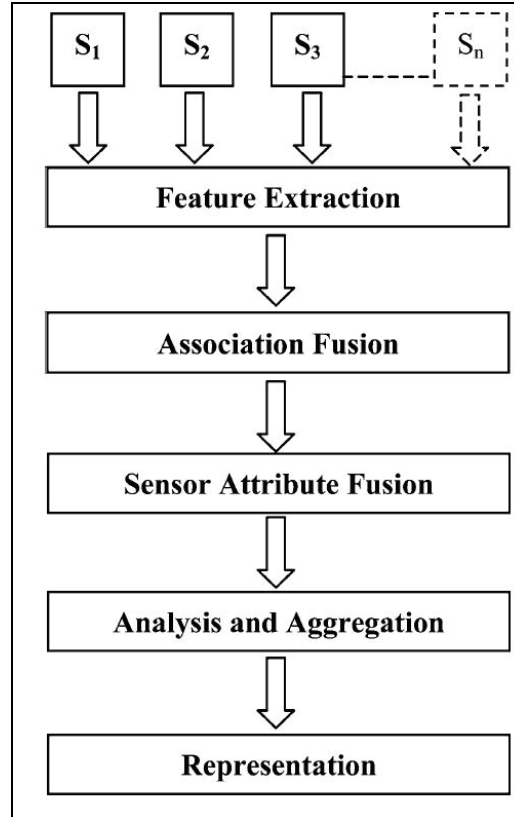 S1 S2 S3 Sn
Feature Extraction
Association Fusion
Sensor Attribute Fusion
Analysis and Aggregation
Representation